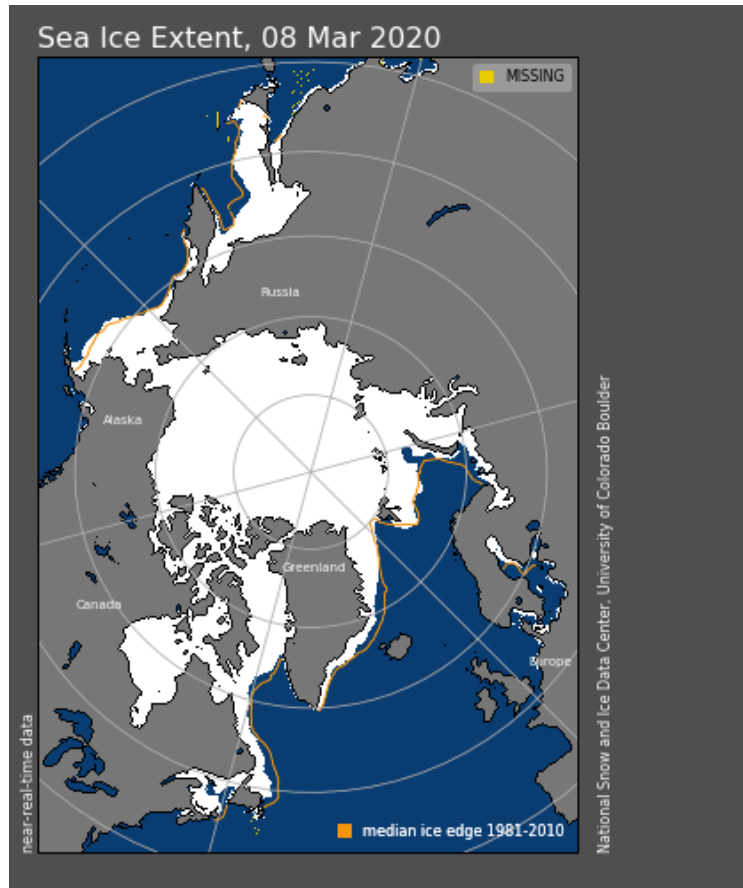 Sea Ice Extent, 08 Mar 2020
MISSING
Russia
Alaska
Greenland
Canada
Europe
median ice edge 1981-2010
near-real-time data
National Snow and Ice Data Center, University of Colorado Boulder